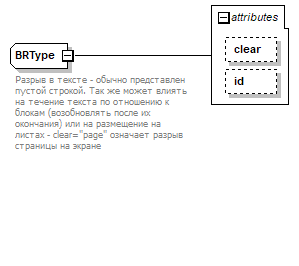 attributes
clear
BRType
id
Разрыв в тексте - обычно представлен
пустой строкой. Так же может влиять
на течение текста по отношению к
блокам (возобновлять после их
окончания) или на размещение на
листах - clear="page" означает разрыв
страницы на экране